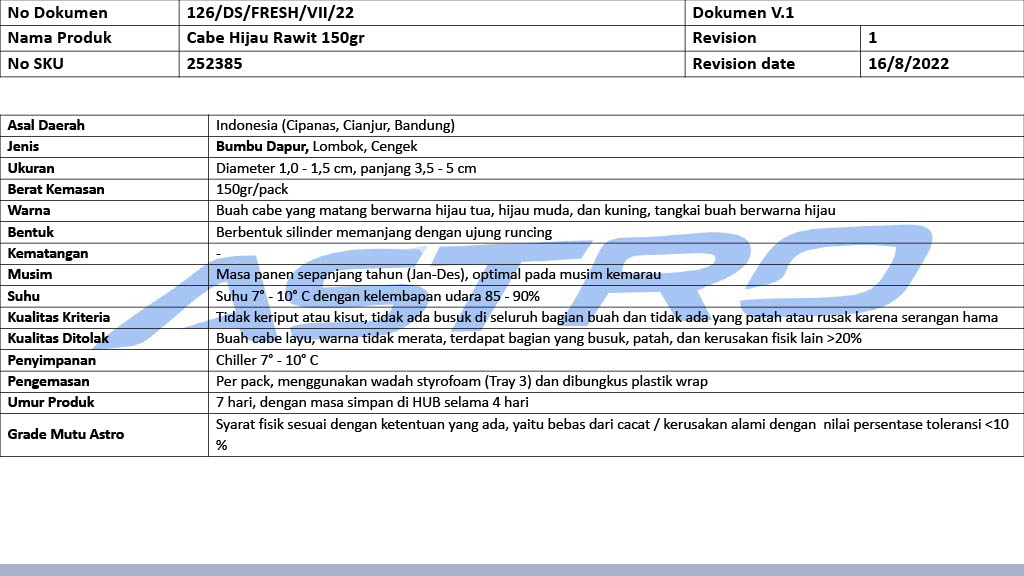 No Dokumen 126/DS/FRESH/VII/22 Dokumen V.1
Nama Produk Cabe Hijau Rawit 150gr Revision 1
No SKU 252385 Revision date 16/8/2022
Asal Daerah Indonesia (Cipanas, Cianjur, Bandung)
Jenis Bumbu Dapur, Lombok, Cengek
Ukuran Diameter 1,0 - 1,5 cm, panjang 3,5 - 5 cm
Berat Kemasan 150gr/pack
Warna Buah cabe yang matang berwarna hijau tua, hijau muda, dan kuning, tangkai buah berwarna hijau
Bentuk Berbentuk silinder memanjang dengan ujung runcing
Kematangan -
Musim Masa panen sepanjang tahun (Jan-Des), optimal pada musim kemarau
Suhu Suhu 7° - 10° C dengan kelembapan udara 85 - 90%
Kualitas Kriteria Tidak keriput atau kisut, tidak ada busuk di seluruh bagian buah dan tidak ada yang patah atau rusak karena serangan hama
Kualitas Ditolak Buah cabe layu, warna tidak merata, terdapat bagian yang busuk, patah, dan kerusakan fisik lain >20%
Penyimpanan Chiller 7° - 10° C
Pengemasan Per pack, menggunakan wadah styrofoam (Tray 3) dan dibungkus plastik wrap
Umur Produk 7 hari, dengan masa simpan di HUB selama 4 hari
Grade Mutu Astro Syarat fisik sesuai dengan ketentuan yang ada, yaitu bebas dari cacat / kerusakan alami dengan nilai persentase toleransi <10
%
ASTRO